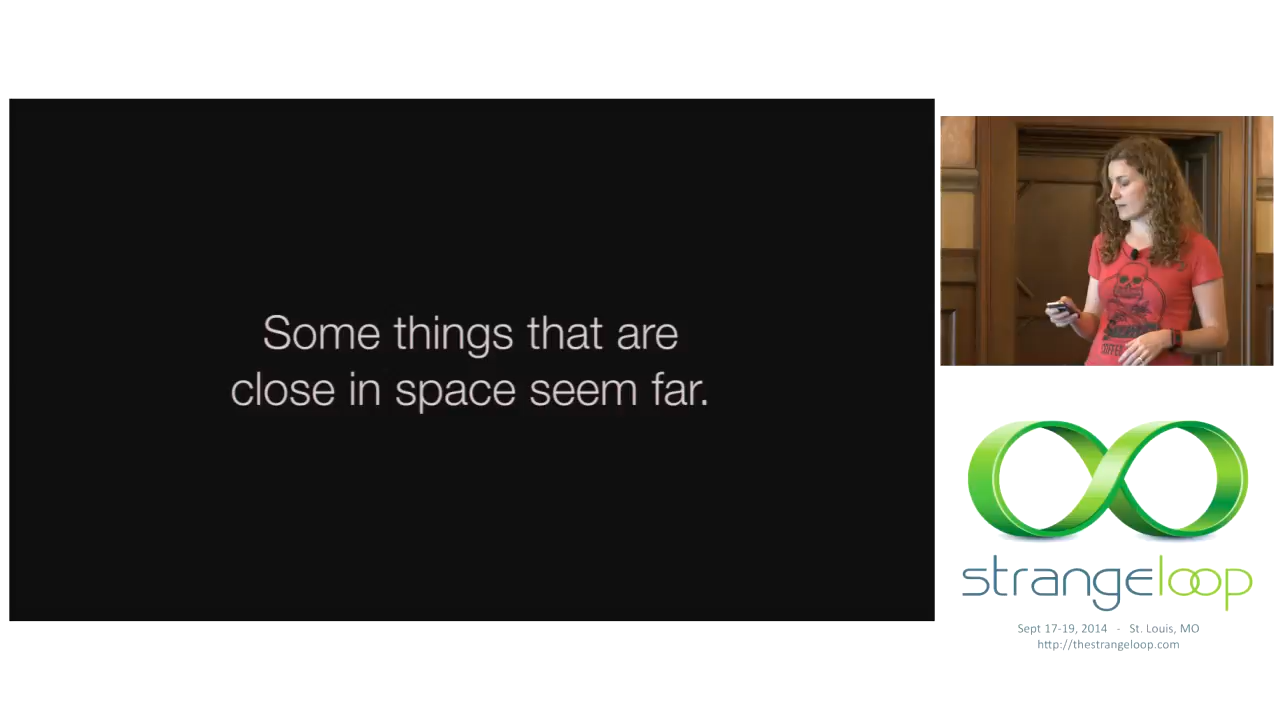 Some things that are
close in space seem far.
COFFEE
strangeloop
Sept 17-19, 2014 - St. Louis, MO
http://thestrangeloop.com